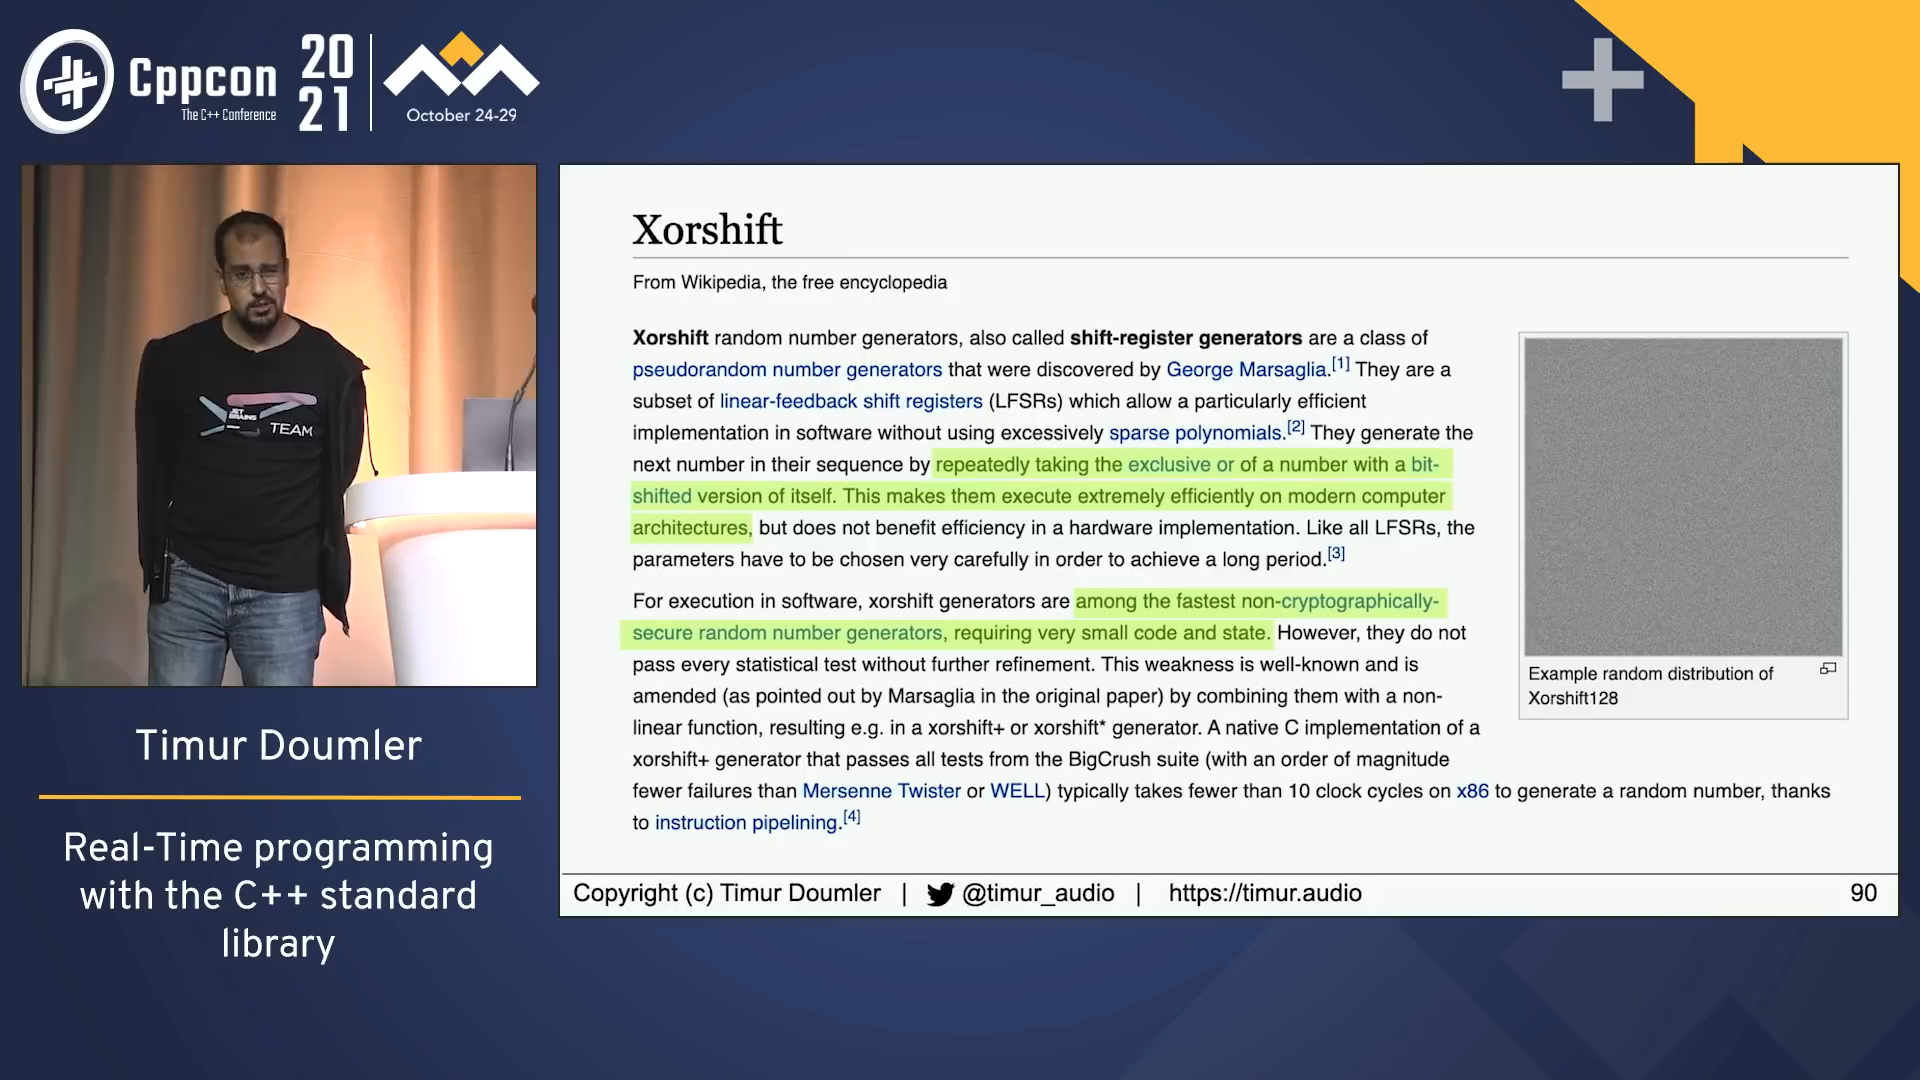 Cppcon
The C++ Conference
20
21
October 24-29
JET
BRAINS
TEAM
Timur Doumler
Real-Time programming
with the C++ standard
library
Xorshift
From Wikipedia, the free encyclopedia
Xorshift random number generators, also called shift-register generators are a class of
pseudorandom number generators that were discovered by George Marsaglia.[1] They are a
subset of linear-feedback shift registers (LFSRs) which allow a particularly efficient
implementation in software without using excessively sparse polynomials.[2] They generate the
next number in their sequence by repeatedly taking the exclusive or of a number with a bit-
shifted version of itself. This makes them execute extremely efficiently on modern computer
architectures, but does not benefit efficiency in a hardware implementation. Like all LFSRs, the
parameters have to be chosen very carefully in order to achieve a long period.[3]
For execution in software, xorshift generators are among the fastest non-cryptographically-
secure random number generators, requiring very small code and state. However, they do not
pass every statistical test without further refinement. This weakness is well-known and is
amended (as pointed out by Marsaglia in the original paper) by combining them with a non-
linear function, resulting e.g. in a xorshift+ or xorshift* generator. A native C implementation of a
xorshift+ generator that passes all tests from the BigCrush suite (with an order of magnitude
fewer failures than Mersenne Twister or WELL) typically takes fewer than 10 clock cycles on x86 to generate a random number, thanks
to instruction pipelining.[4]
Example random distribution of
Xorshift128
Copyright (c) Timur Doumler | @timur_audio | https://timur.audio
90